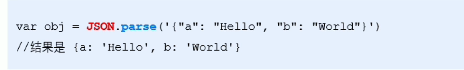 var obj = JSON.parse('{"a": "Hello", "b": "World"}')
//结果是 {a: 'Hello', b: 'World'}